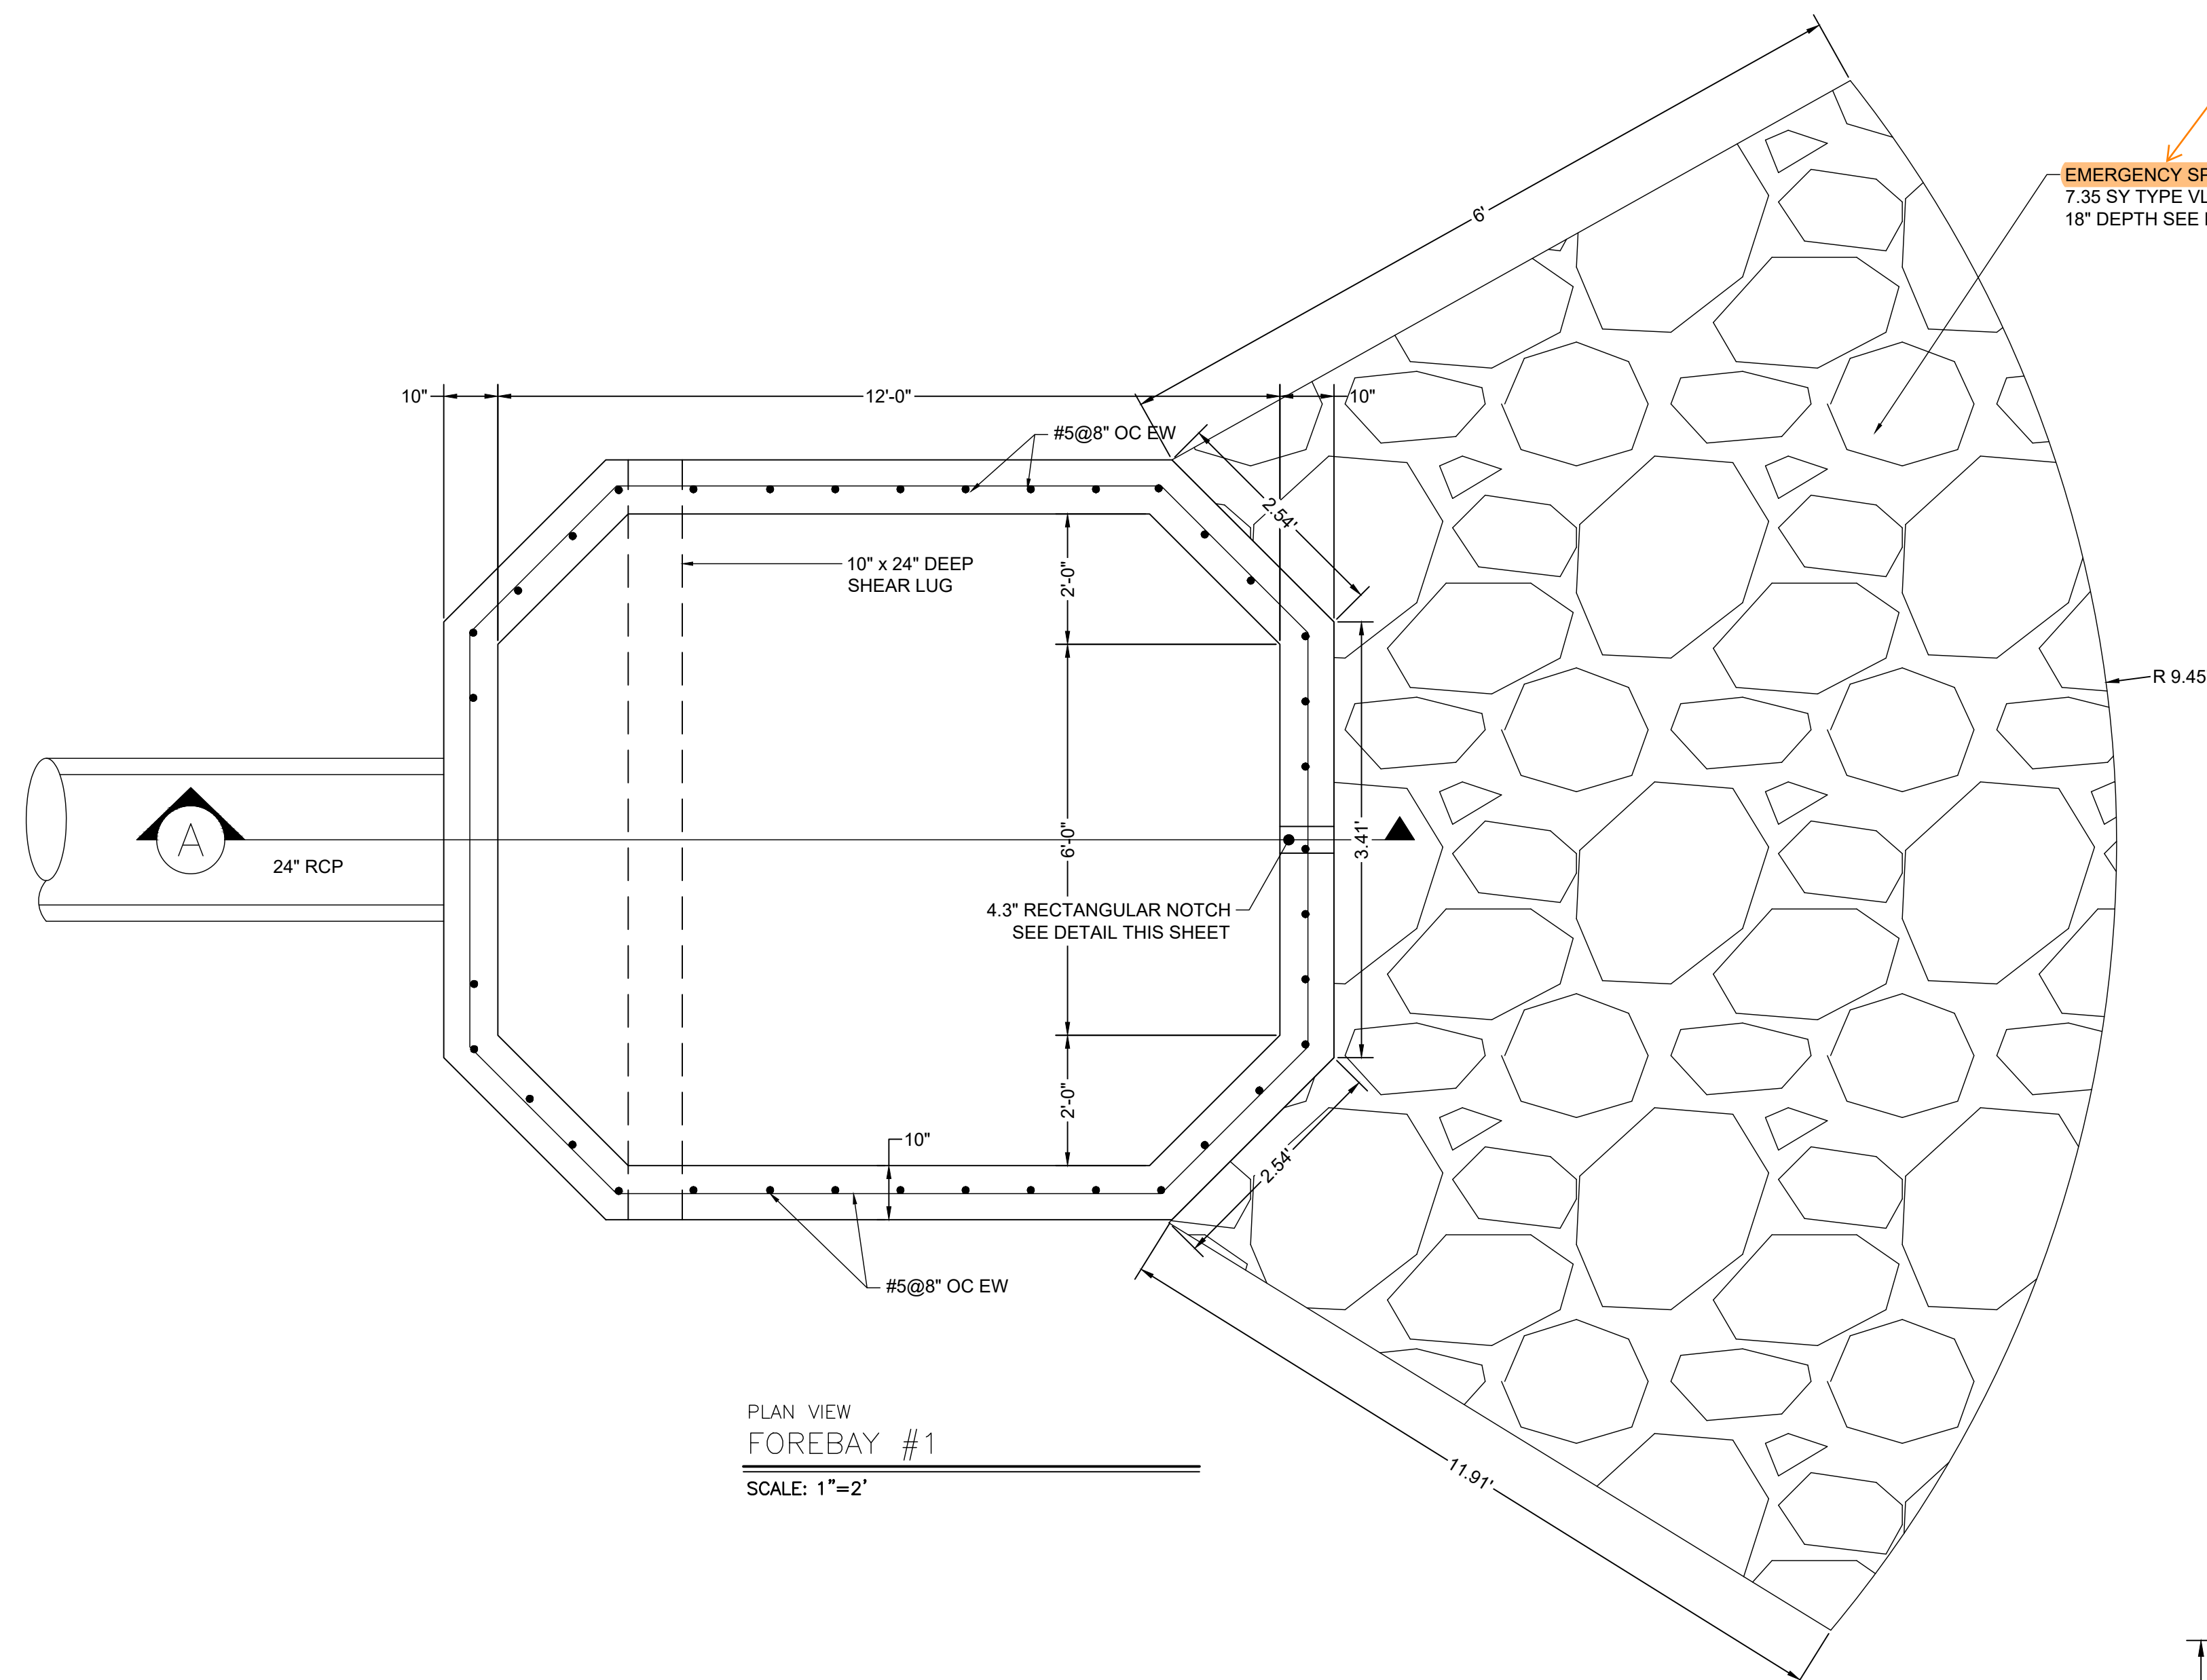 6'
EMERGENCY
7.35 SY TYPE
18" DEPTH SEE
10"
12'-0"
10"
#5@8" OC EW
2.54'
10" x 24" DEEP
SHEAR LUG
2'-0"
R 9.45
A
24" RCP
6'-0"
3.41'
4.3" RECTANGULAR NOTCH
SEE DETAIL THIS SHEET
2'-0"
10"
2.54'
#5@8" OC EW
PLAN VIEW
FOREBAY #1
SCALE: 1"=2'
11.91'